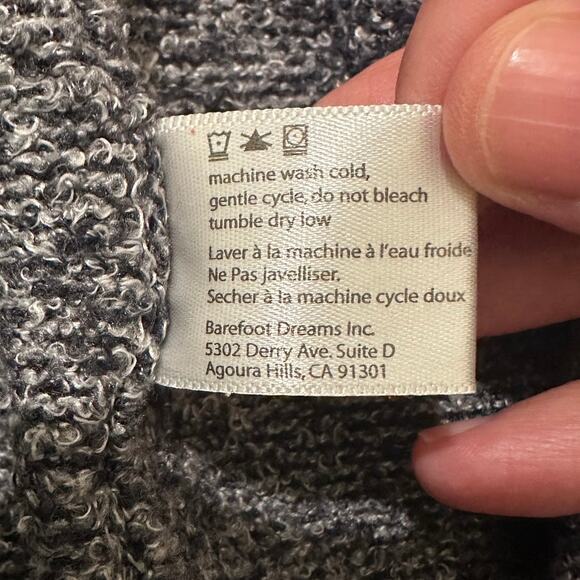 machine wash cold,
gentle cycle, do not bleach
tumble dry low
Laver à la machine à l'eau froide
Ne Pas javelliser.
Secher à la machine cycle doux
Barefoot Dreams Inc.
5302 Derry Ave. Suite D
Agoura Hills, CA 91301